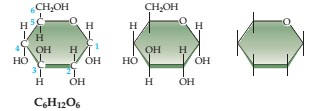 6
CH₂OH
5 C O
H H H
4 C OH H C 1
HO 3 C C 2 OH
H OH
C₆H₁₂O₆
CH₂OH
H O H
H
OH H
HO OH
H OH
O